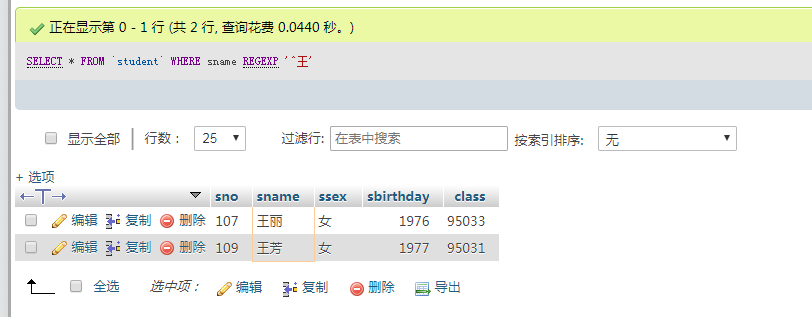 正在显示第 0 - 1 行 (共 2 行, 查询花费 0.0440 秒。)
SELECT * FROM `student` WHERE sname REGEXP '^王'
显示全部 行数： 25 过滤行: 在表中搜索 按索引排序: 无
+ 选项
sno sname ssex sbirthday class
编辑 复制 删除 107 王丽 女 1976 95033
编辑 复制 删除 109 王芳 女 1977 95031
全选 选中项： 编辑 复制 删除 导出